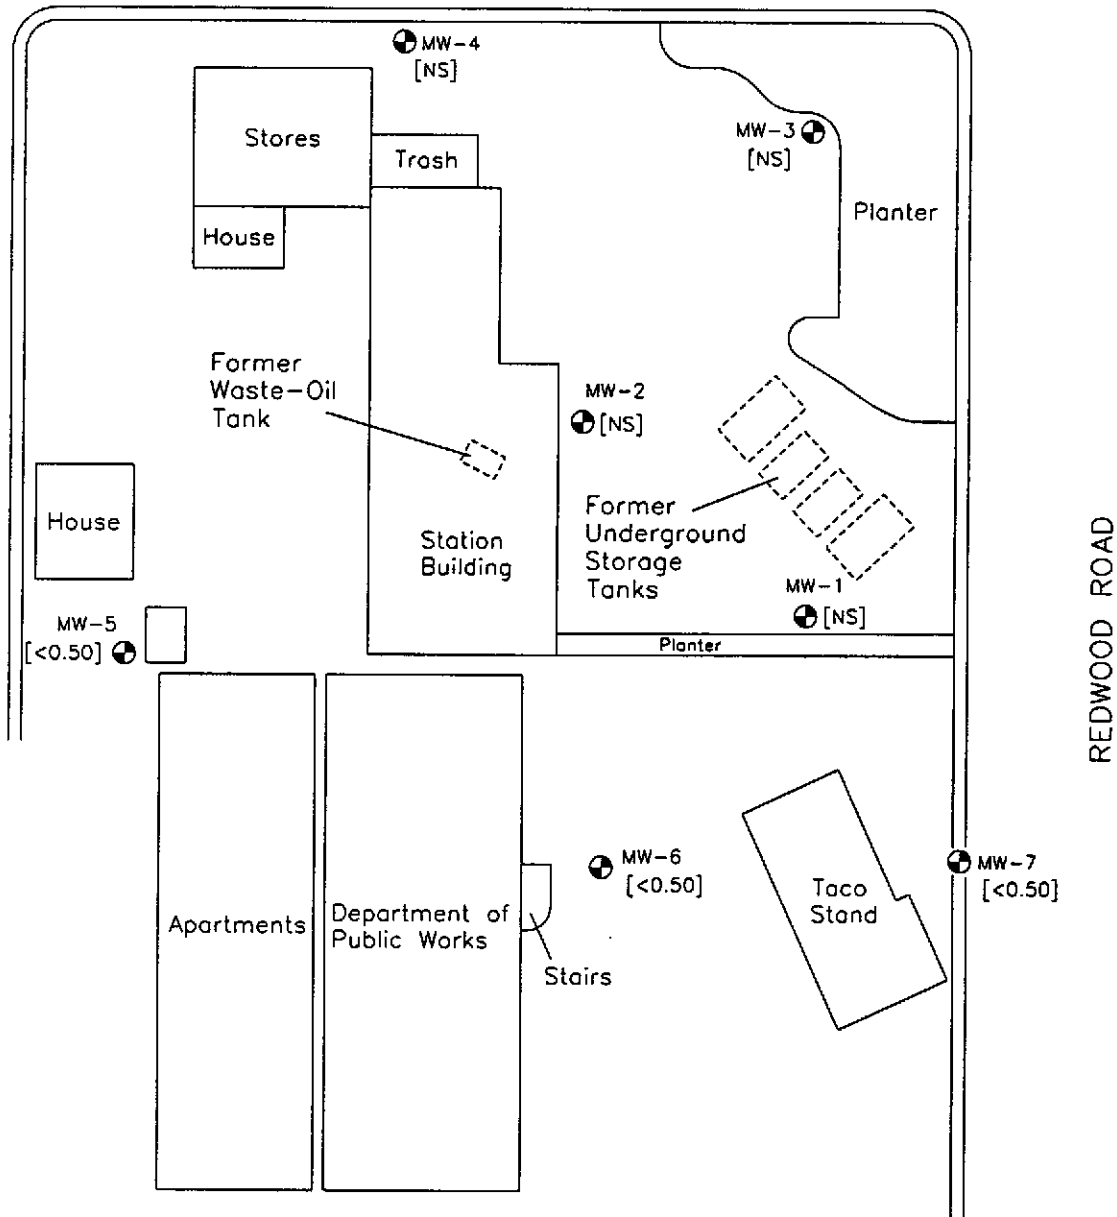 MW-4
[NS]
Stores
Trash
MW-3
[NS]
Planter
House
Former
Waste-Oil
Tank
MW-2
[NS]
House
Former
Underground
Storage
Tanks
Station
Building
MW-1
[NS]
MW-5
[<0.50]
Planter
REDWOOD ROAD
MW-6
[<0.50]
MW-7
[<0.50]
Taco
Stand
Apartments
Department of
Public Works
Stairs